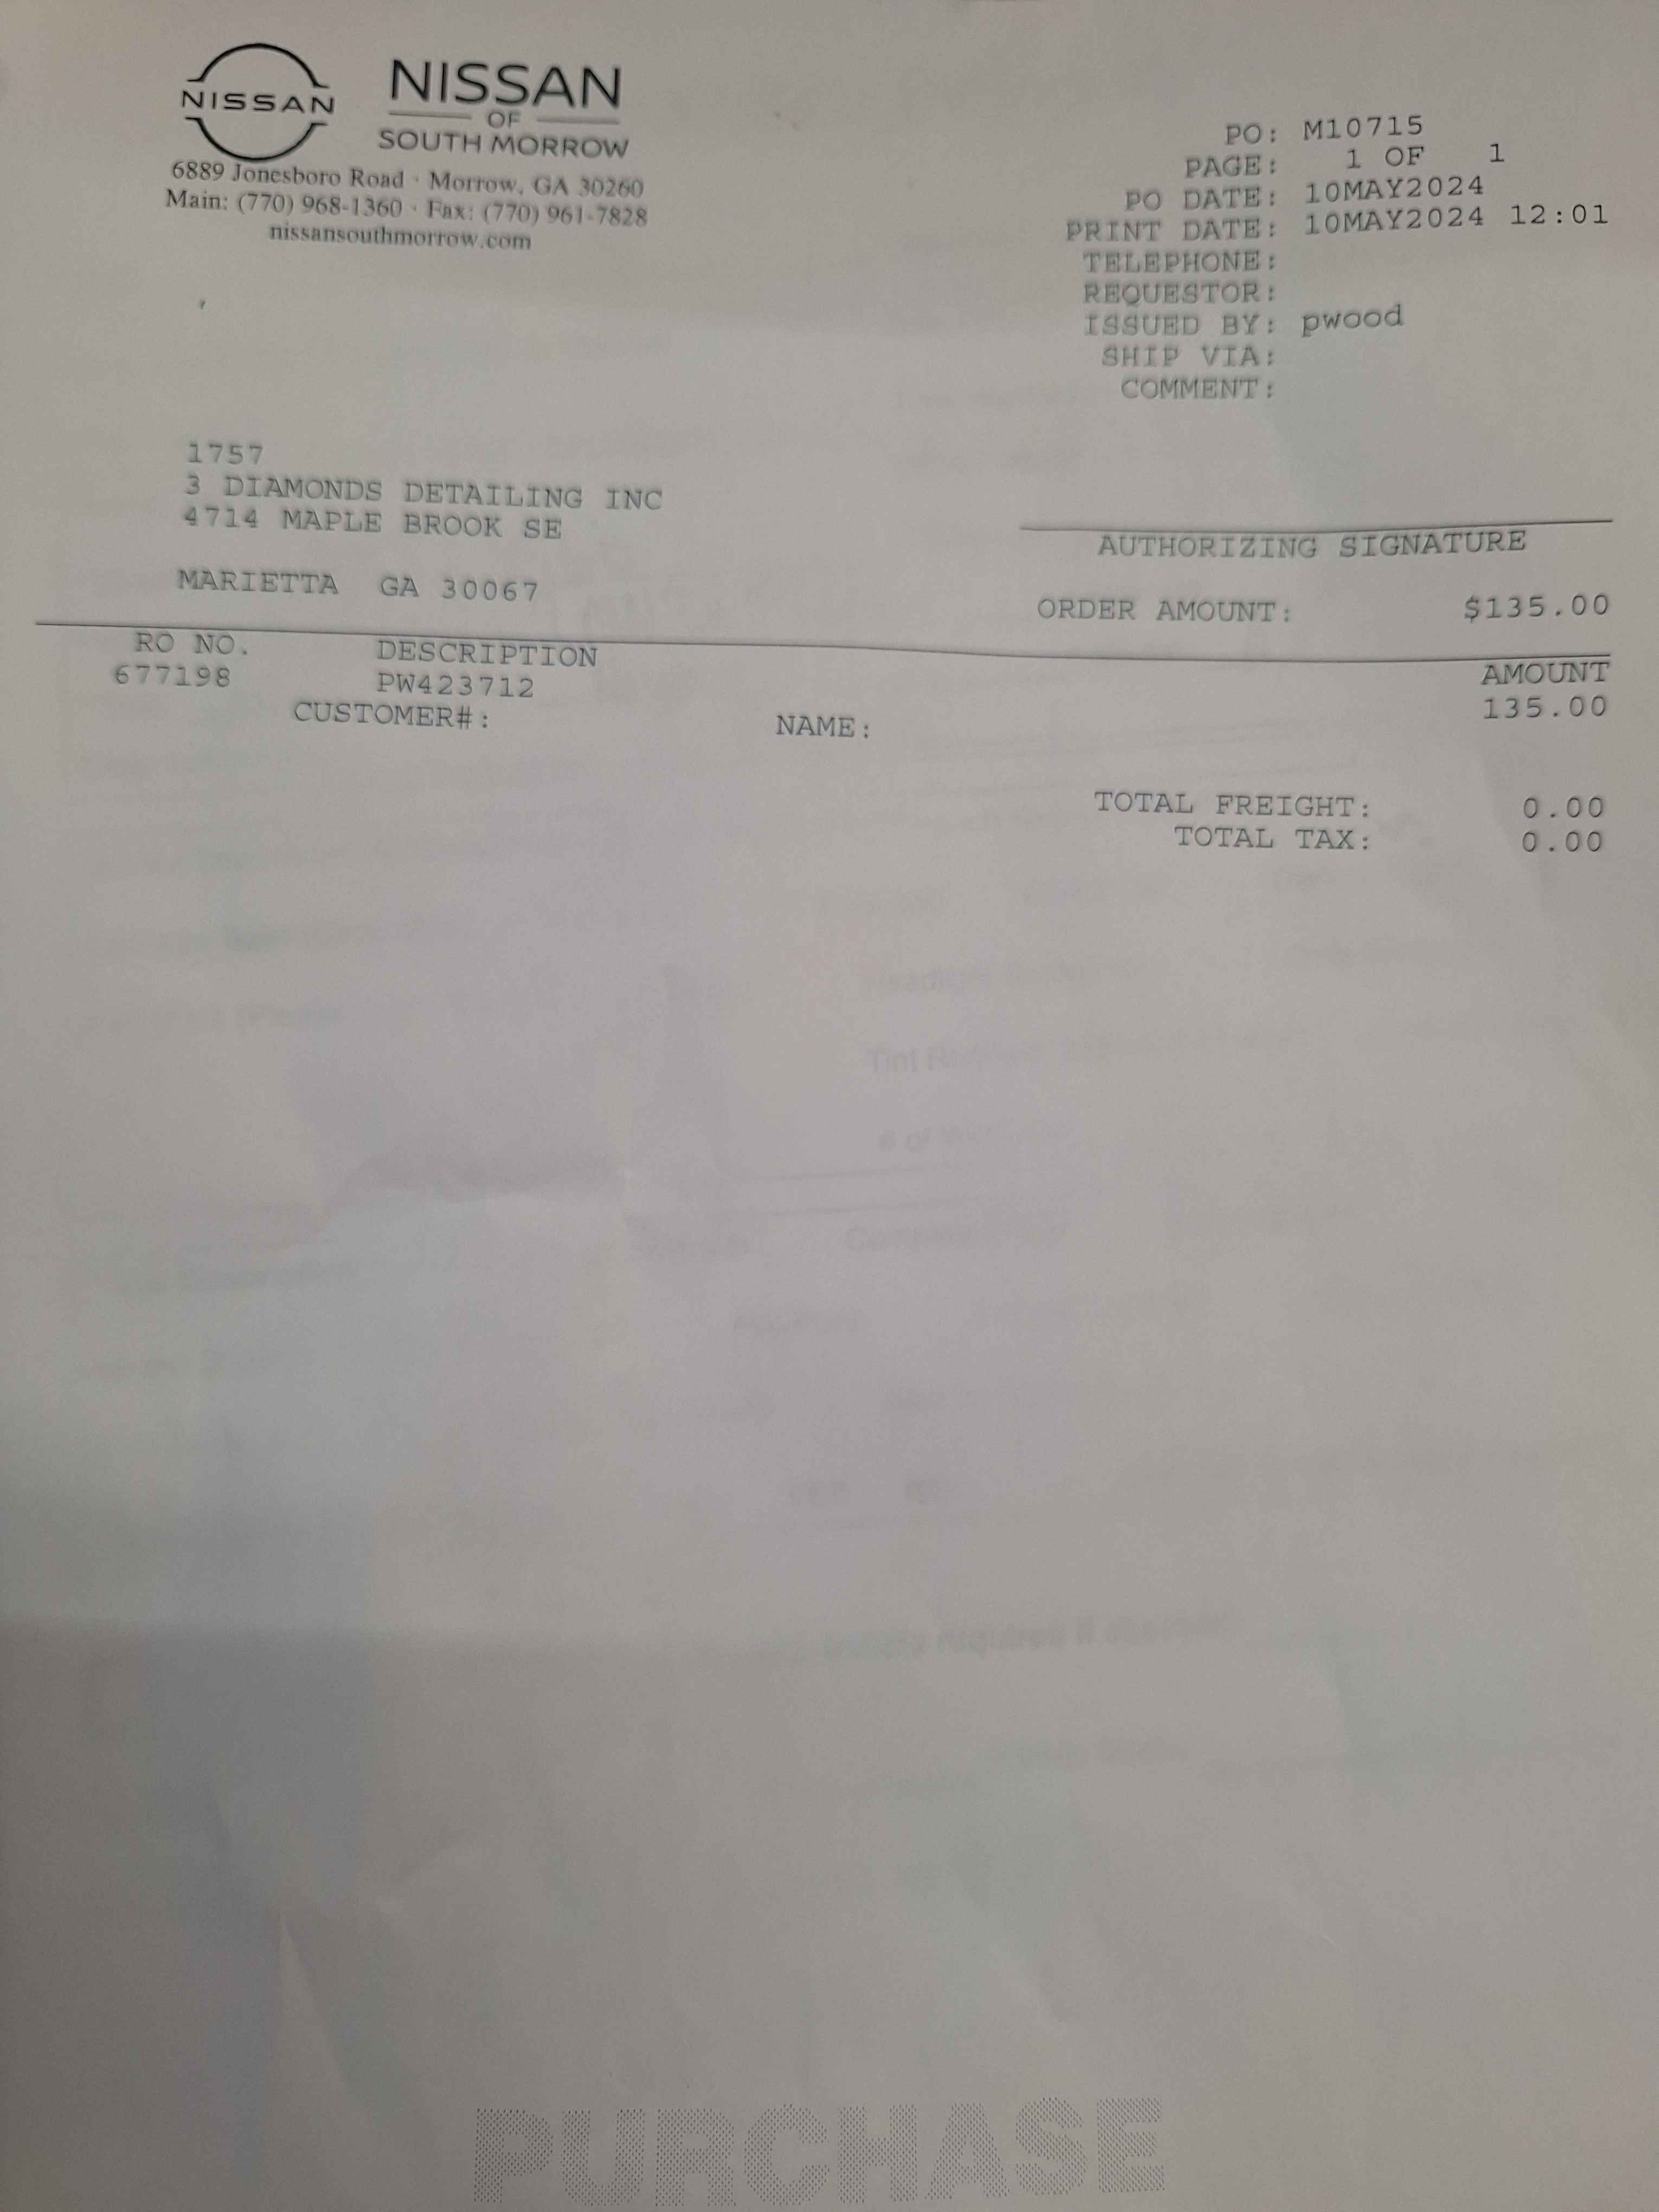 NISSAN
NISSAN
OF
SOUTH MORROW
6889 Jonesboro Road · Morrow, GA 30260
Main: (770) 968-1360 · Fax: (770) 961-7828
nissansouthmorrow.com
PO: M10715
PAGE: 1 OF 1
PO DATE: 10MAY2024
PRINT DATE: 10MAY2024 12:01
TELEPHONE:
REQUESTOR:
ISSUED BY: pwood
SHIP VIA:
COMMENT:
1757
3 DIAMONDS DETAILING INC
4714 MAPLE BROOK SE
MARIETTA GA 30067
AUTHORIZING SIGNATURE
ORDER AMOUNT: $135.00
RO NO. DESCRIPTION AMOUNT
677198 PW423712 135.00
CUSTOMER#: NAME:
TOTAL FREIGHT: 0.00
TOTAL TAX: 0.00
PURCHASE